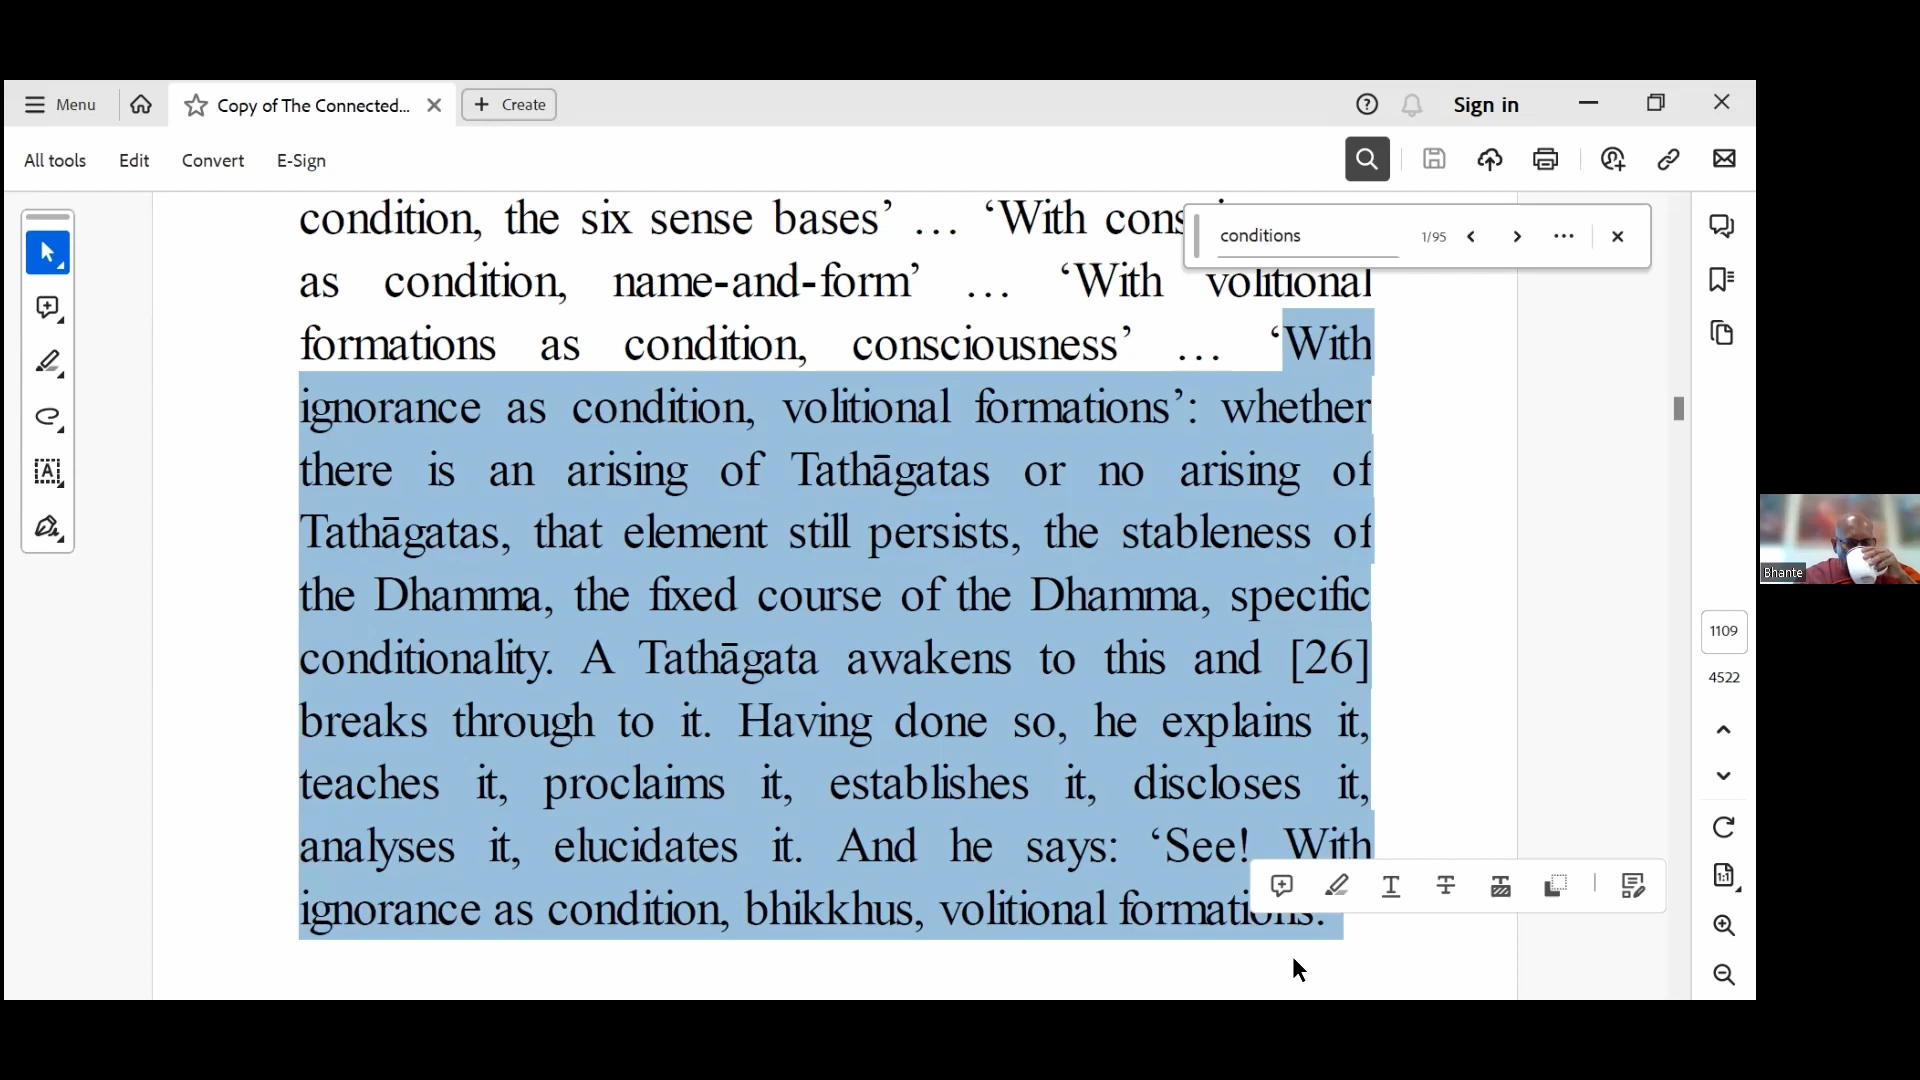 Menu
Copy of The Connected...
Create
Sign in
All tools
Edit
Convert
E-Sign
conditions
1/95
condition, the six sense bases’ … ‘With
as condition, name-and-form’ … ‘With volitional
formations as condition, consciousness’ … ‘With
ignorance as condition, volitional formations’: whether
there is an arising of Tathāgatas or no arising of
Tathāgatas, that element still persists, the stableness of
the Dhamma, the fixed course of the Dhamma, specific
conditionality. A Tathāgata awakens to this and [26]
breaks through to it. Having done so, he explains it,
teaches it, proclaims it, establishes it, discloses it,
analyses it, elucidates it. And he says: ‘See! With
ignorance as condition, bhikkhus, volitional formations.’
Bhante
1109
4522